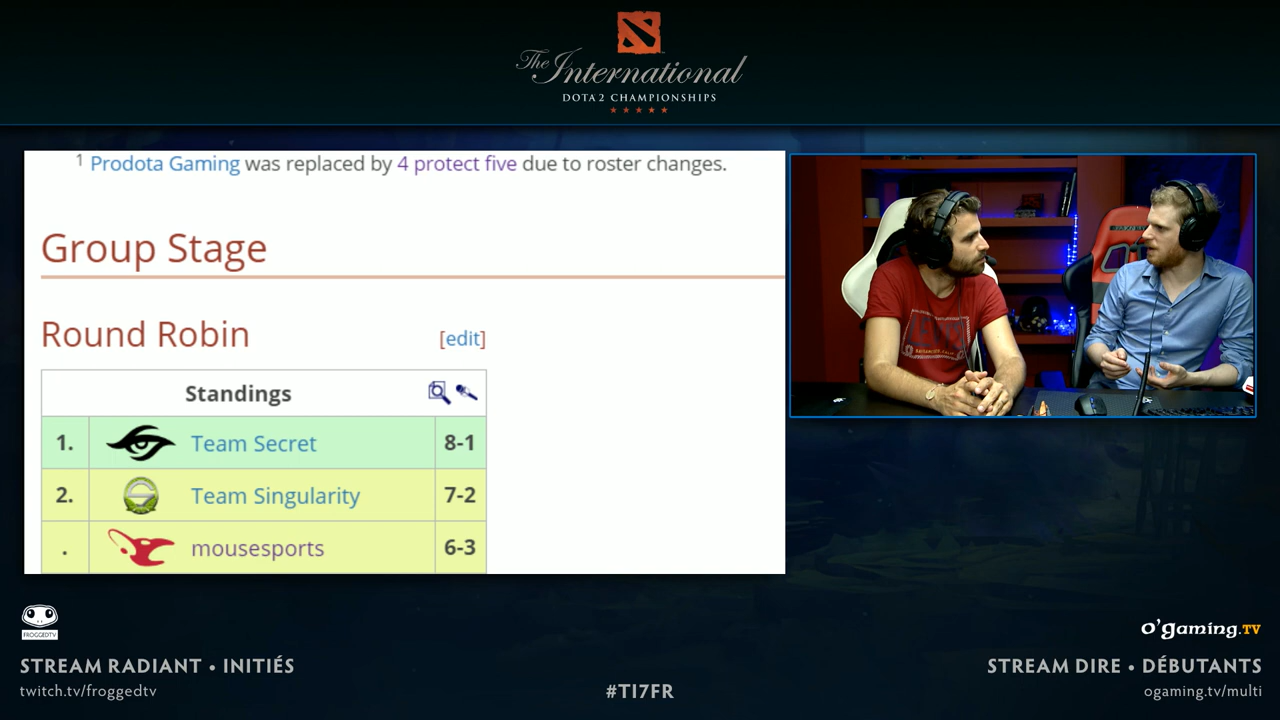 The International
DOTA 2 CHAMPIONSHIPS
1 Prodota Gaming was replaced by 4 protect five due to roster changes.
Group Stage
Round Robin [edit]
Standings
1. Team Secret 8-1
2. Team Singularity 7-2
. mousesports 6-3
FROGGEDTV
O'Gaming.TV
STREAM RADIANT • INITIÉS
STREAM DIRE • DÉBUTANTS
twitch.tv/froggedtv
#TI7FR
ogaming.tv/multi